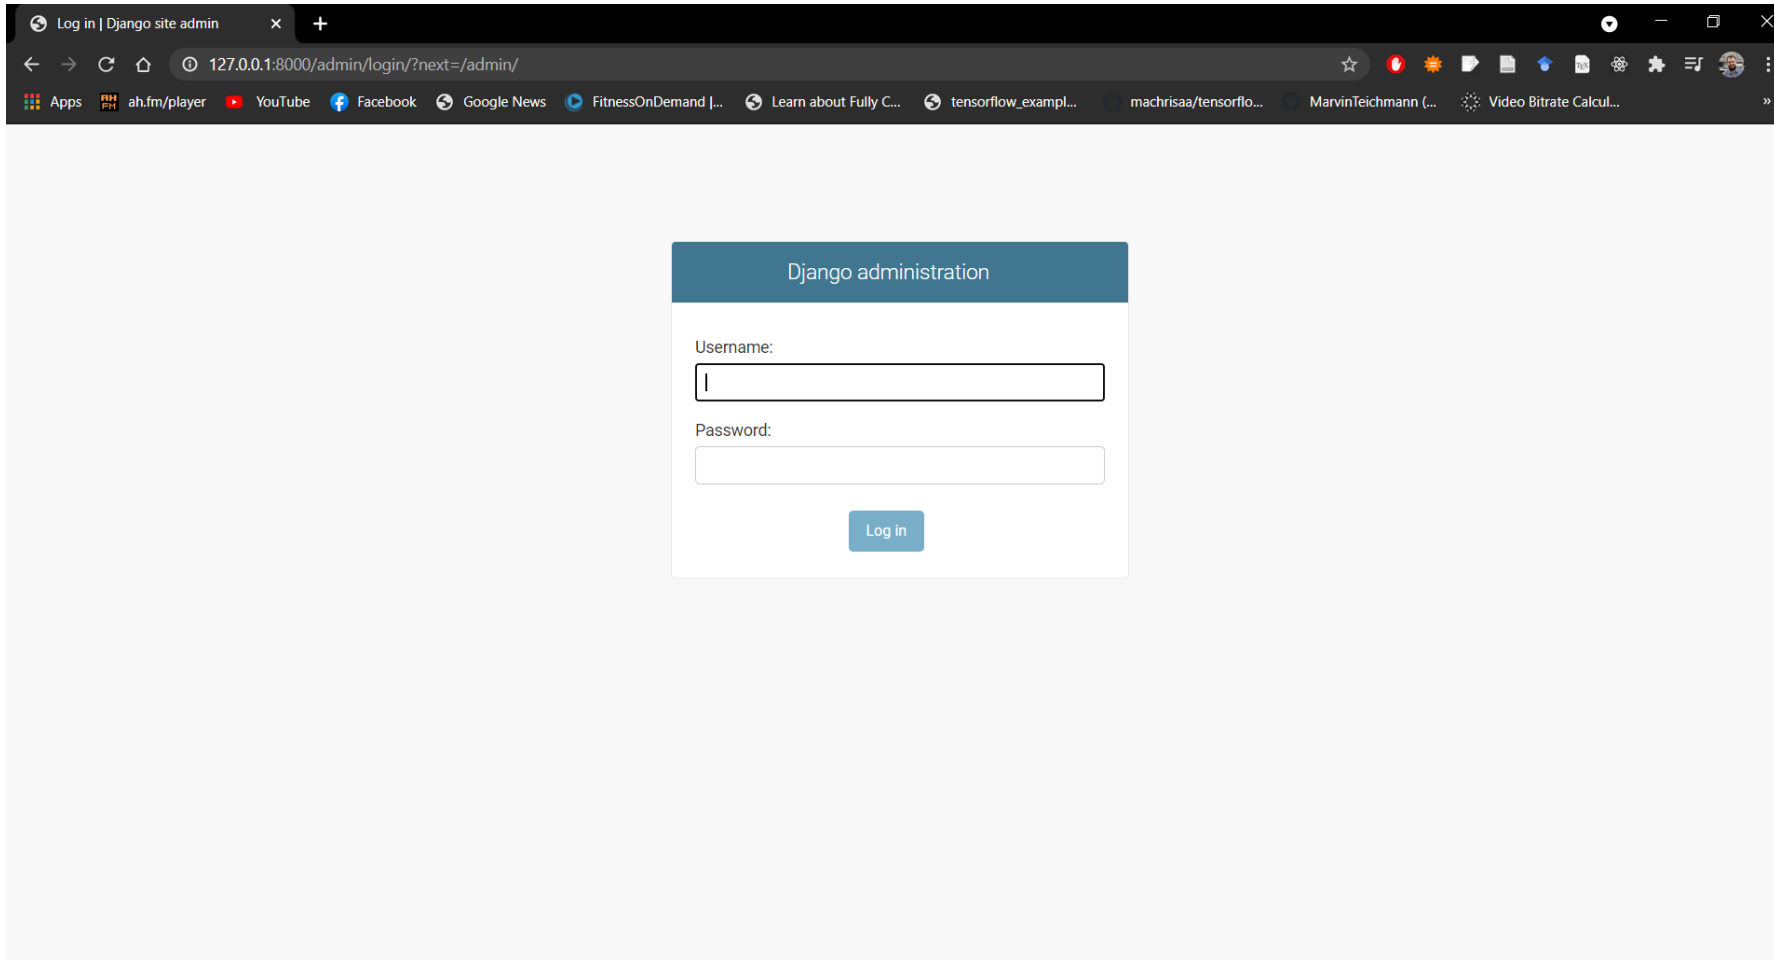 Log in | Django site admin
127.0.0.1:8000/admin/login/?next=/admin/
Apps ah.fm/player YouTube Facebook Google News FitnessOnDemand |... Learn about Fully C... tensorflow_exampl... machrisaa/tensorflo... MarvinTeichmann (... Video Bitrate Calcul... »
Django administration
Username:
Password:
Log in